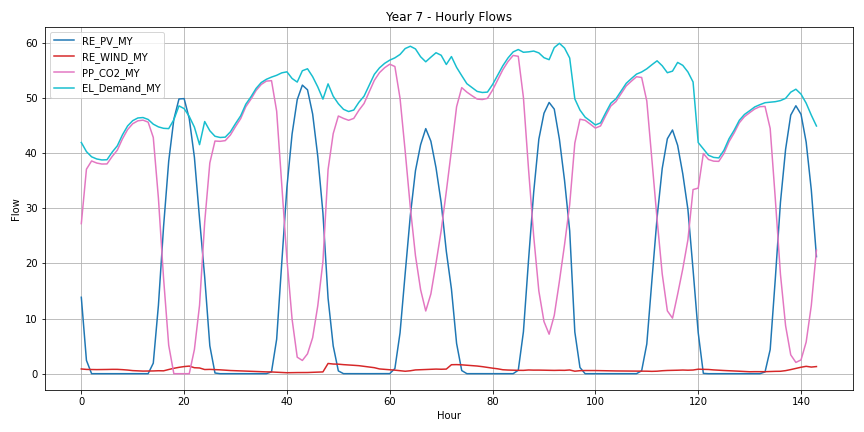 Year 7 - Hourly Flows
RE_PV_MY
RE_WIND_MY
PP_CO2_MY
EL_Demand_MY
60
50
40
30
20
10
0
Flow
0 20 40 60 80 100 120 140
Hour